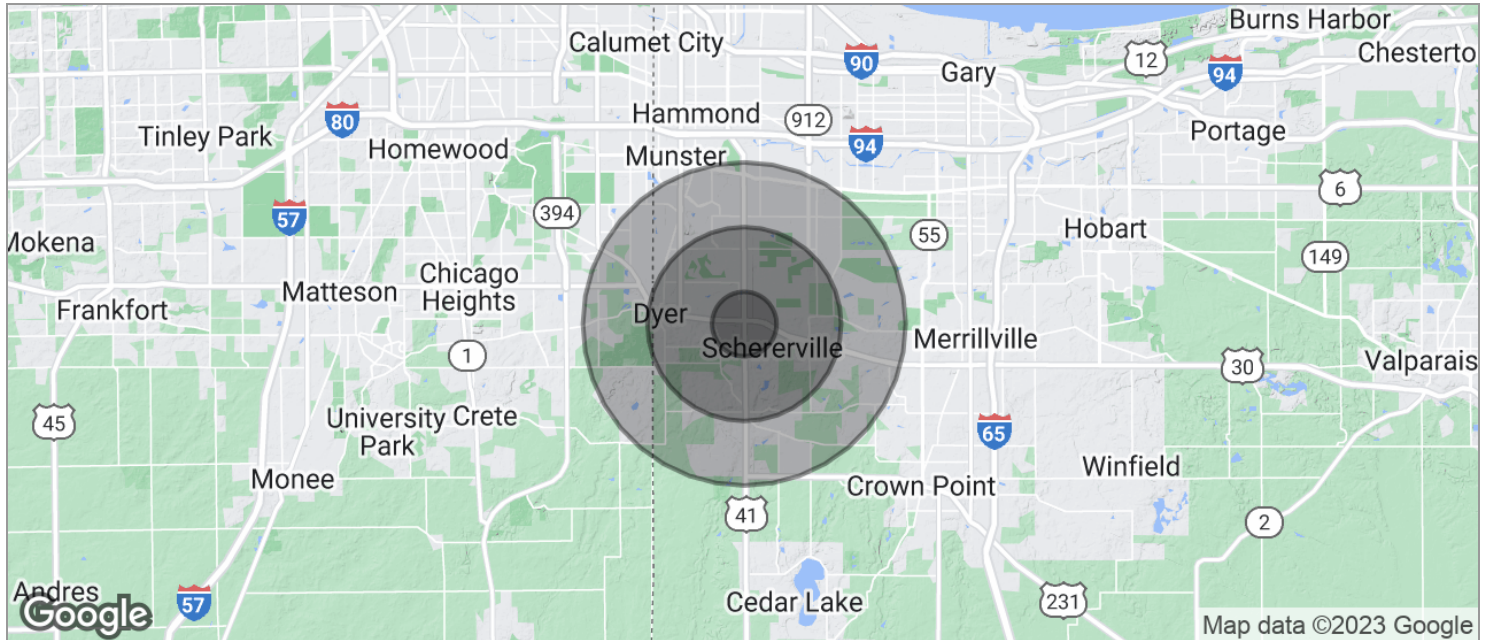 Burns Harbor
Calumet City
Chesterto
90
12
Gary
94
Hammond
912
80
Tinley Park
Portage
Homewood
94
Munster
6
57
394
55
Hobart
Mokena
149
Chicago
Heights
Matteson
Frankfort
Dyer
Merrillville
Schererville
1
30
Valparais
University
Park
Crete
45
65
Winfield
Monee
Crown Point
41
2
Andres
57
Cedar Lake
231
Google
Map data ©2023 Google